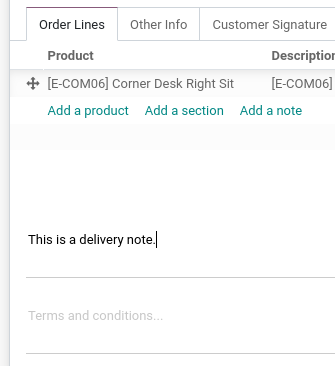 Order Lines Other Info Customer Signature
Product Description
[E-COM06] Corner Desk Right Sit [E-COM06]
Add a product Add a section Add a note
This is a delivery note.
Terms and conditions...